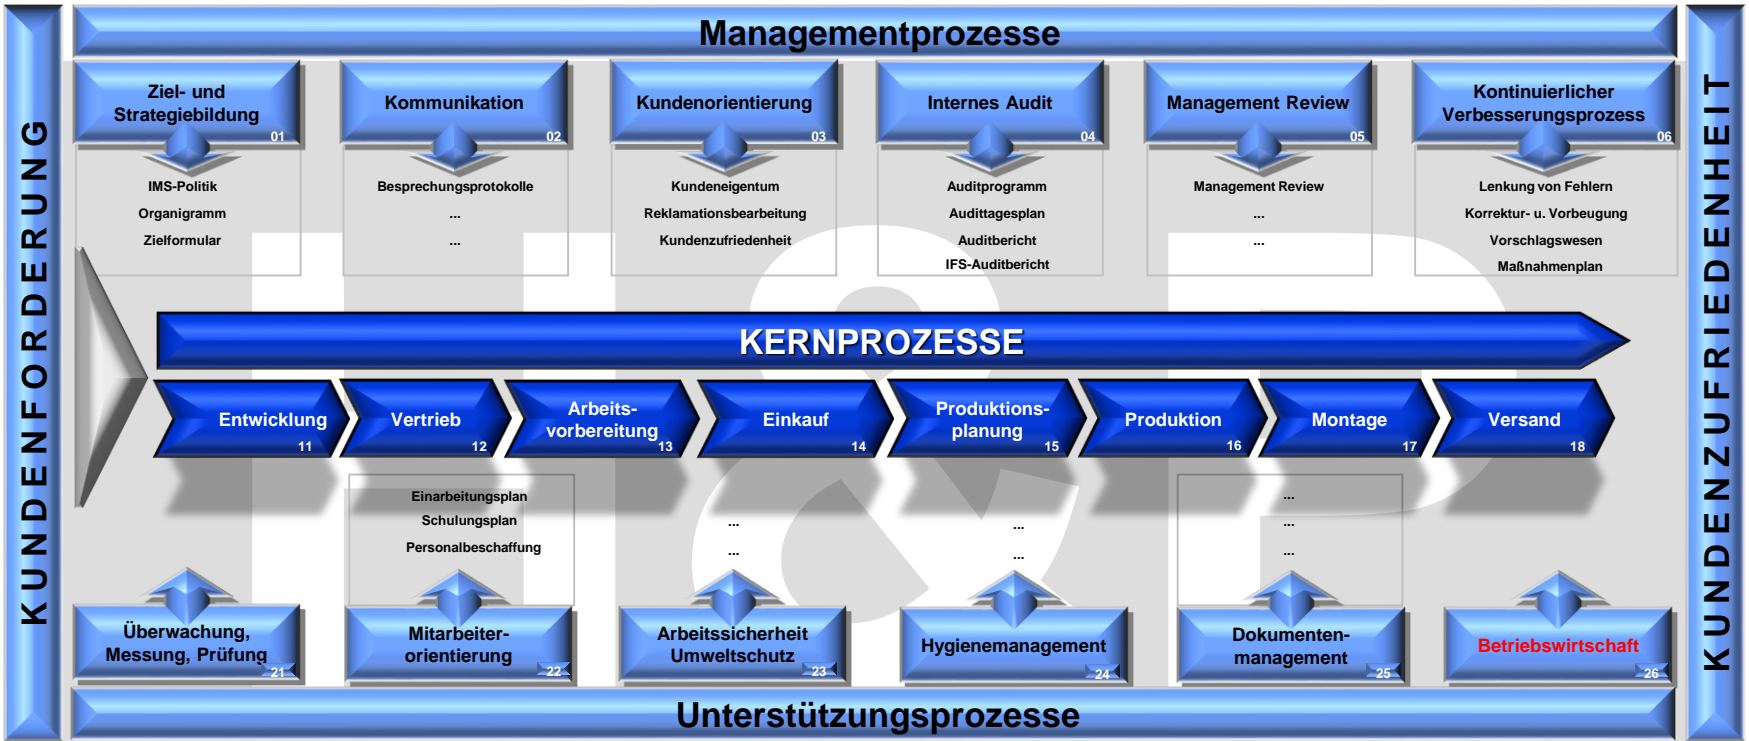 Managementprozesse
KUNDENFORDERUNG
KUNDENZUFRIEDENHEIT
Ziel- und
Strategiebildung
01
Kommunikation
02
Kundenorientierung
03
Internes Audit
04
Management Review
05
Kontinuierlicher
Verbesserungsprozess
06
IMS-Politik
Organigramm
Zielformular
Besprechungsprotokolle
...
...
Kundeneigentum
Reklamationsbearbeitung
Kundenzufriedenheit
Auditprogramm
Audittagesplan
Auditbericht
IFS-Auditbericht
Management Review
...
...
Lenkung von Fehlern
Korrektur- u. Vorbeugung
Vorschlagswesen
Maßnahmenplan
H&P
KERNPROZESSE
Entwicklung
11
Vertrieb
12
Arbeits-
vorbereitung
13
Einkauf
14
Produktions-
planung
15
Produktion
16
Montage
17
Versand
18
Einarbeitungsplan
Schulungsplan
Personalbeschaffung
...
...
...
...
...
...
...
Überwachung,
Messung, Prüfung
21
Mitarbeiter-
orientierung
22
Arbeitssicherheit
Umweltschutz
23
Hygienemanagement
24
Dokumenten-
management
25
Betriebswirtschaft
26
Unterstützungsprozesse